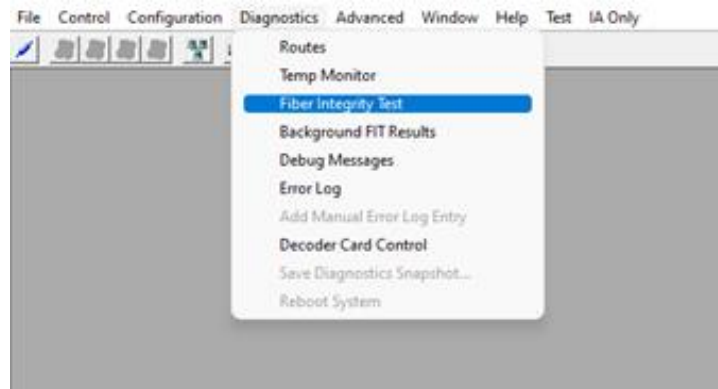 File Control Configuration Diagnostics Advanced Window Help Test IA Only
Routes
Temp Monitor
Fiber Integrity Test
Background FIT Results
Debug Messages
Error Log
Add Manual Error Log Entry
Decoder Card Control
Save Diagnostics Snapshot...
Reboot System